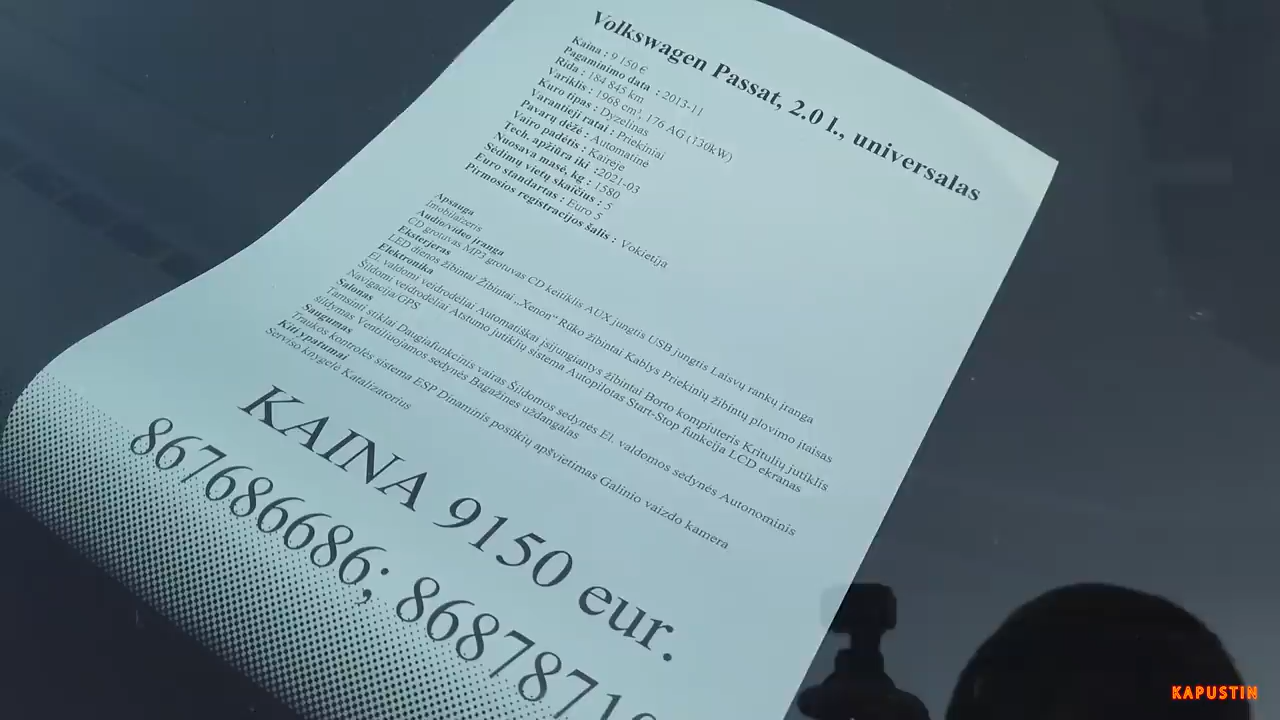 Volkswagen Passat, 2.0 l., universalas
Kaina : 9 150 €
Pagaminimo data : 2013-11
Rida : 184 845 km
Variklis : 1968 cm³, 176 AG (130kW)
Kuro tipas : Dyzelinas
Varantieji ratai : Priekiniai
Pavarų dėžė : Automatinė
Vairo padėtis : Kairėje
Tech. apžiūra iki :2021-03
Nuosava masė, kg : 1580
Sėdimų vietų skaičius : 5
Euro standartas : Euro 5
Pirmosios registracijos šalis : Vokietija
Apsauga
Imobilaizeris
Audio/video įranga
CD grotuvas MP3 grotuvas CD keitiklis AUX jungtis USB jungtis Laisvų rankų įranga
Eksterjeras
LED dienos žibintai Žibintai „Xenon“ Rūko žibintai Kablys Priekinių žibintų plovimo įtaisas
Elektronika
El. valdomi veidrodėliai Automatiškai įsijungiantys žibintai Borto kompiuteris Kritulių jutiklis
Šildomi veidrodėliai Atstumo jutiklių sistema Autopilotas Start-Stop funkcija LCD ekranas
Navigacija/GPS
Salonas
Tamsinti stiklai Daugiafunkcinis vairas Šildomos sėdynės El. valdomos sėdynės Autonominis
šildymas Ventiliuojamos sėdynės Bagažinės uždangalas
Saugumas
Traukos kontrolės sistema ESP Dinaminis posūkių apšvietimas Galinio vaizdo kamera
Kiti ypatumai
Serviso knygelė Katalizatorius
KAINA 9150 eur.
867686686; 8687871
KAPUSTIN